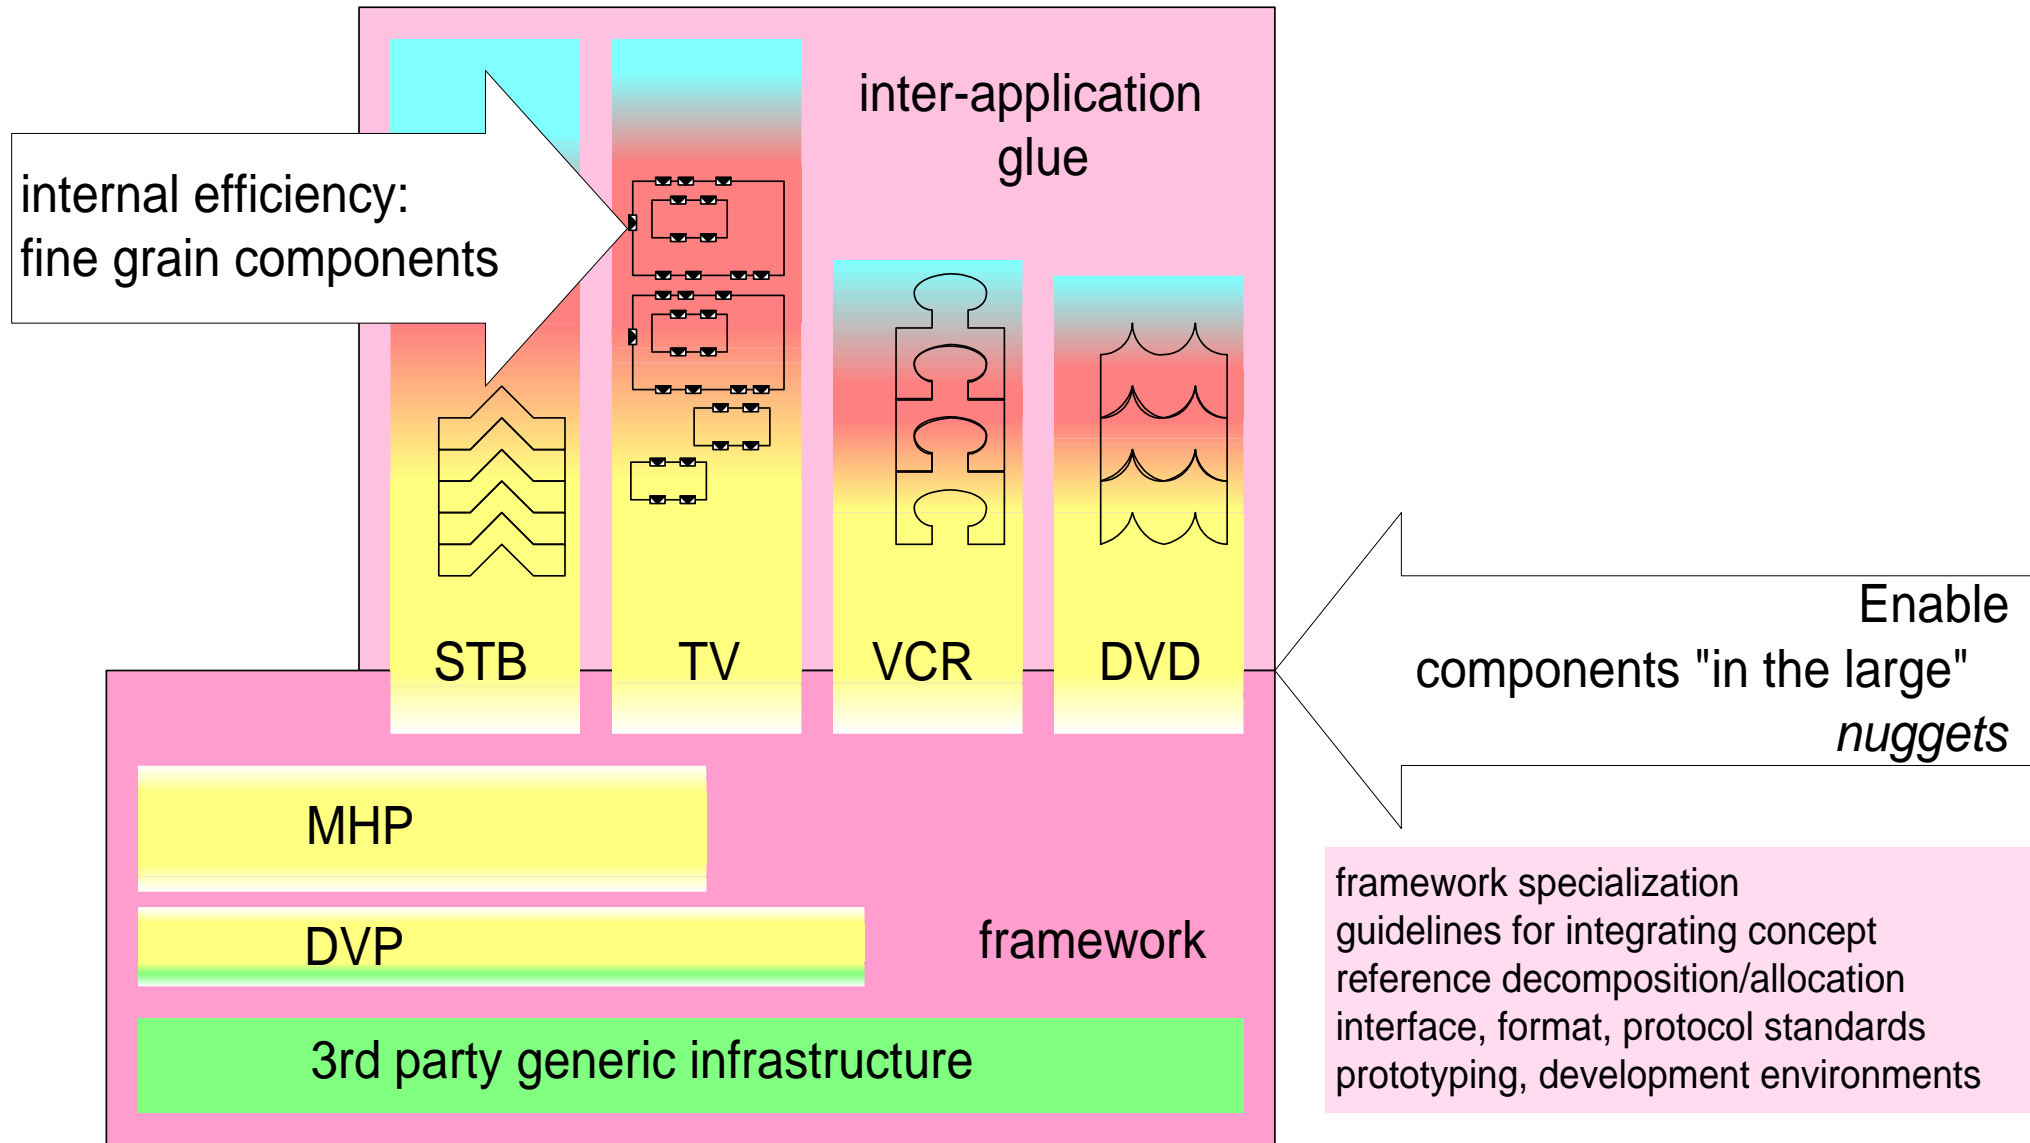 inter-application
glue
internal efficiency:
fine grain components
STB
TV
VCR
DVD
Enable
components "in the large"
nuggets
MHP
DVP
framework
3rd party generic infrastructure
framework specialization
guidelines for integrating concept
reference decomposition/allocation
interface, format, protocol standards
prototyping, development environments